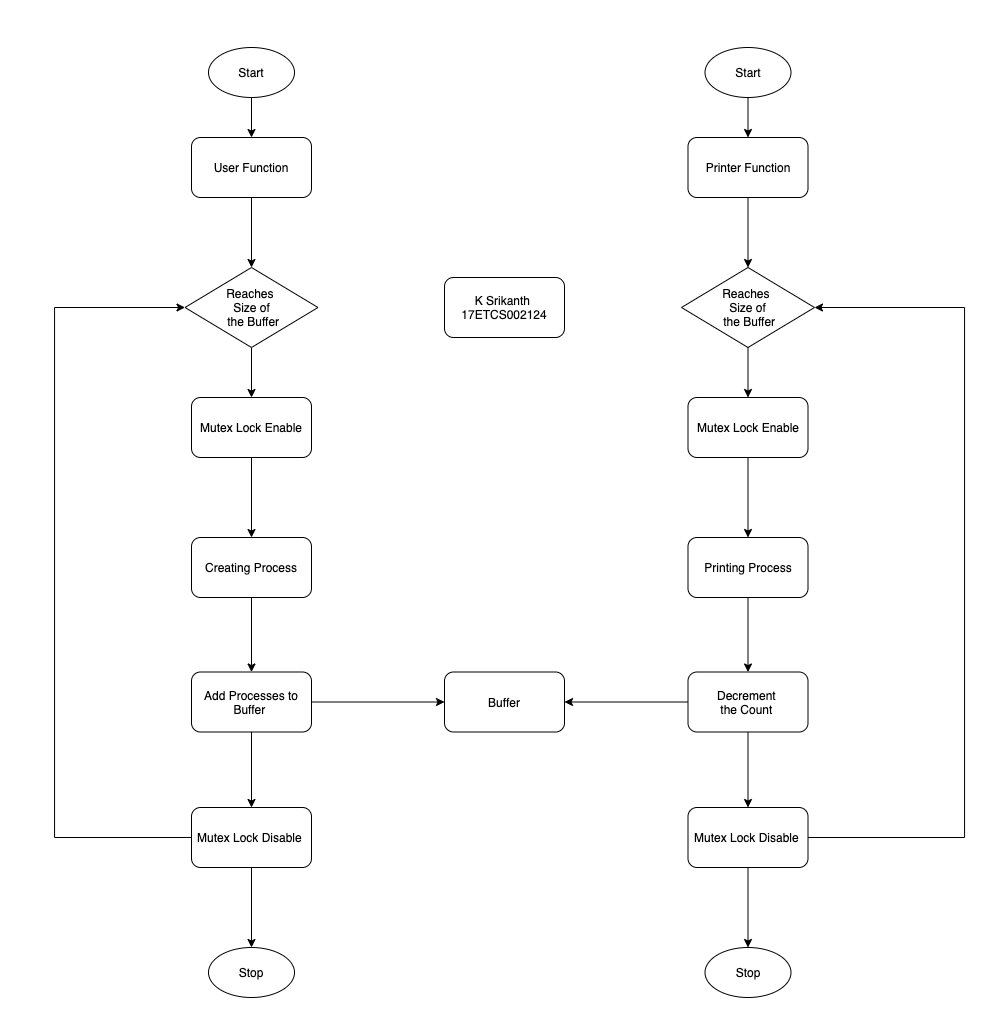 Start
Start
User Function
Printer Function
Reaches
Size of
the Buffer
K Srikanth
17ETCS002124
Reaches
Size of
the Buffer
Mutex Lock Enable
Mutex Lock Enable
Creating Process
Printing Process
Add Processes to
Buffer
Buffer
Decrement
the Count
Mutex Lock Disable
Mutex Lock Disable
Stop
Stop